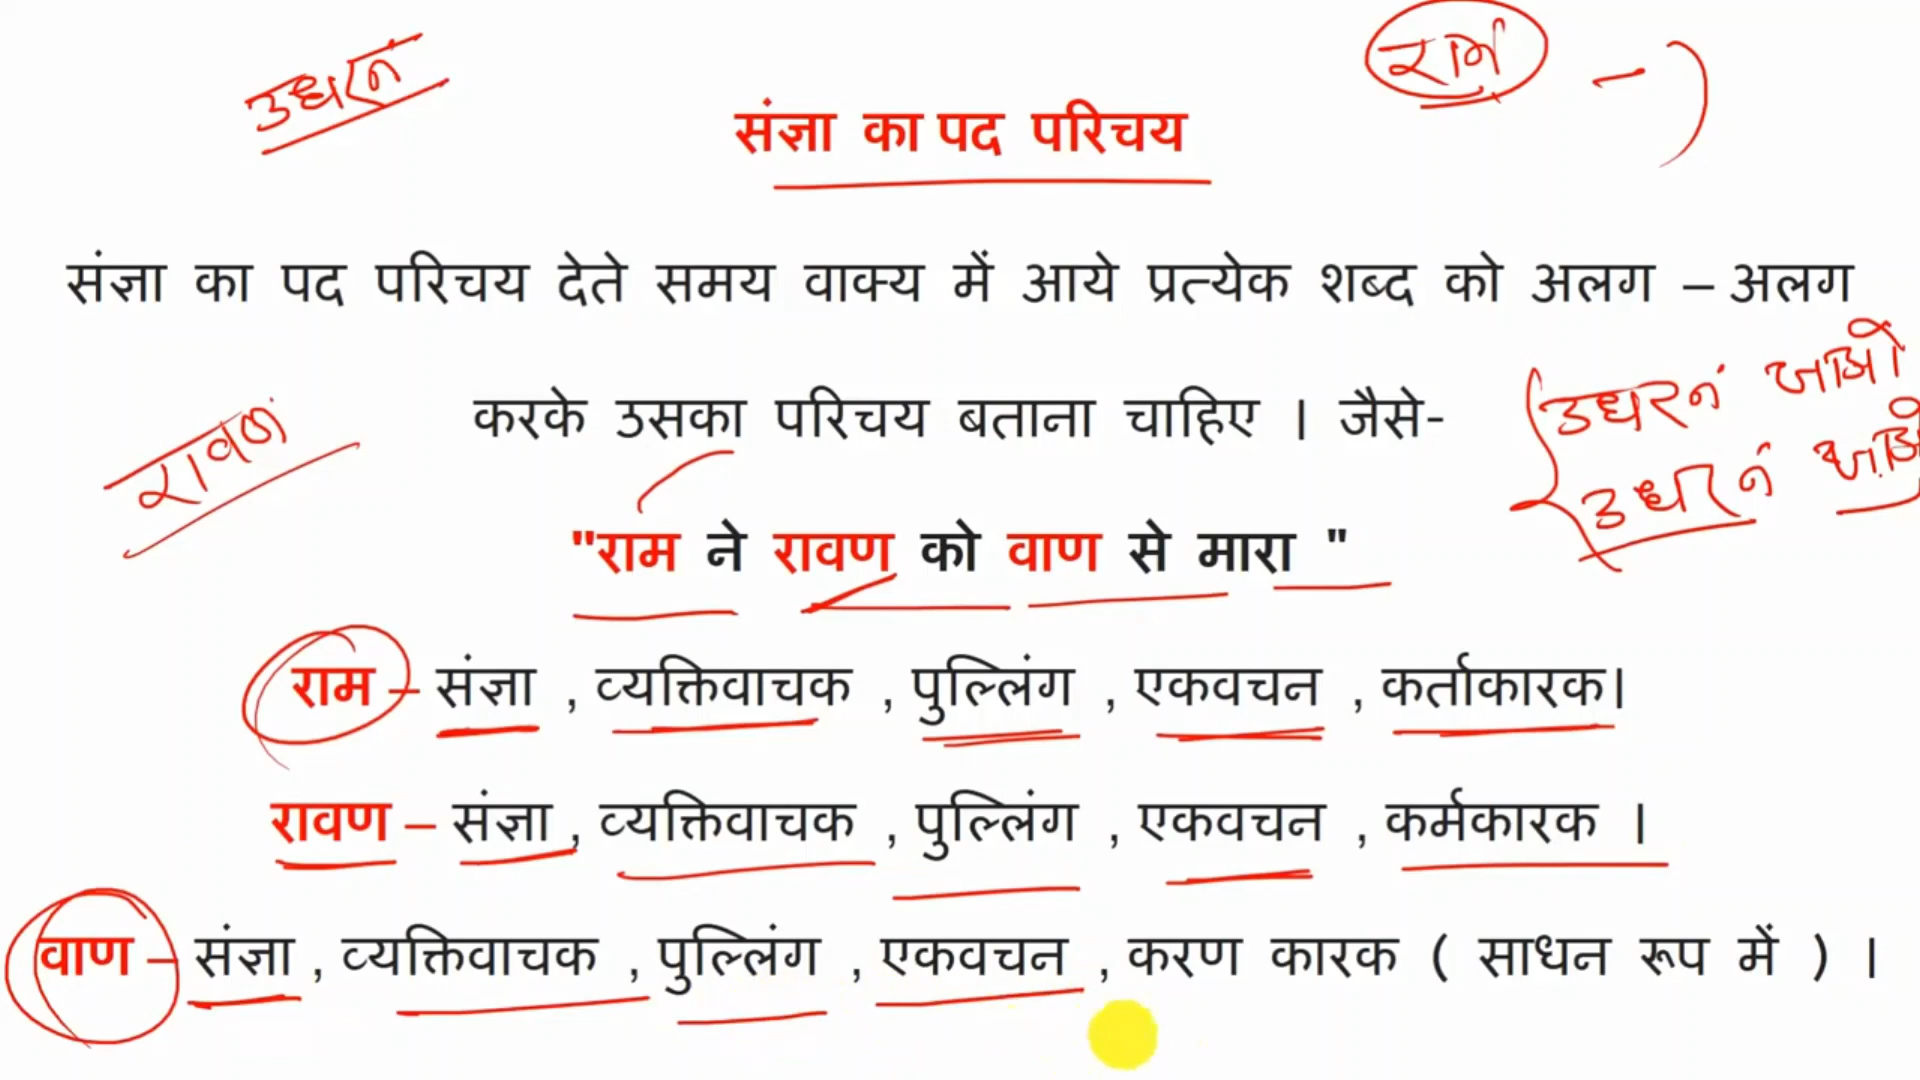 उधरन
राम
संज्ञा का पद परिचय
संज्ञा का पद परिचय देते समय वाक्य में आये प्रत्येक शब्द को अलग – अलग
करके उसका परिचय बताना चाहिए । जैसे-
रावण
"राम ने रावण को वाण से मारा "
राम – संज्ञा , व्यक्तिवाचक , पुल्लिंग , एकवचन , कर्ताकारक।
रावण – संज्ञा , व्यक्तिवाचक , पुल्लिंग , एकवचन , कर्मकारक ।
वाण – संज्ञा , व्यक्तिवाचक , पुल्लिंग , एकवचन , करण कारक ( साधन रूप में ) ।